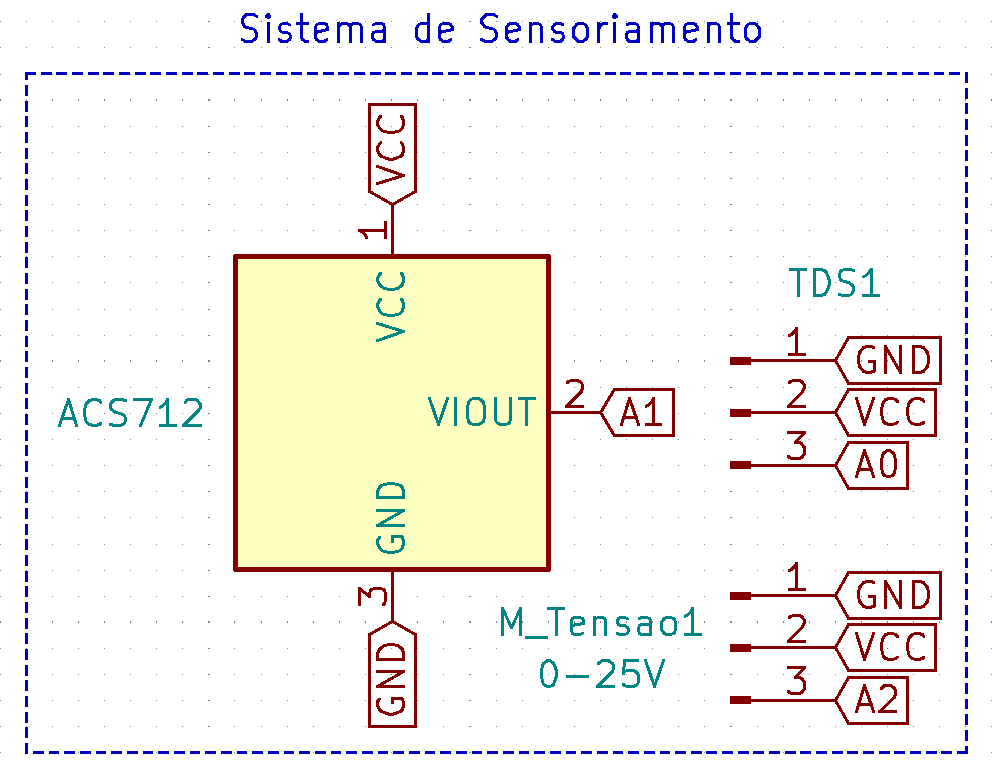 Sistema de Sensoriamento
VCC
1
VCC
ACS712
VIOUT
2
A1
GND
3
GND
TDS1
1
GND
2
VCC
3
A0
M_Tensao1
0-25V
1
GND
2
VCC
3
A2